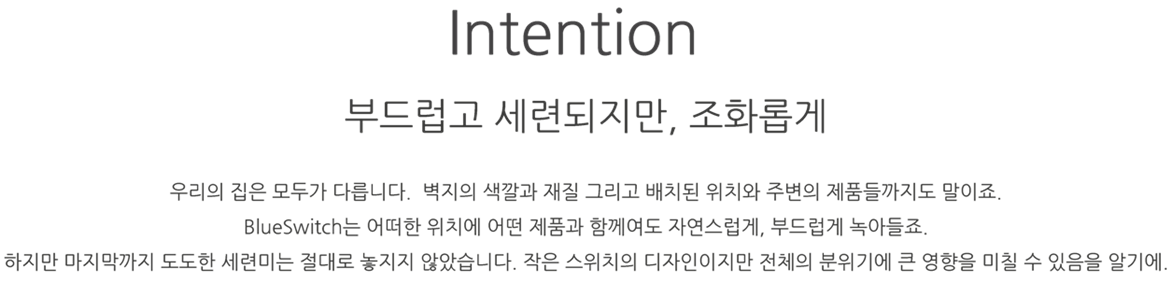 Intention
부드럽고 세련되지만, 조화롭게
우리의 집은 모두가 다릅니다. 벽지의 색깔과 재질 그리고 배치된 위치와 주변의 제품들까지도 말이죠.
BlueSwitch는 어떠한 위치에 어떤 제품과 함께여도 자연스럽게, 부드럽게 녹아들죠.
하지만 마지막까지 도도한 세련미는 절대로 놓지지 않았습니다. 작은 스위치의 디자인이지만 전체의 분위기에 큰 영향을 미칠 수 있음을 알기에.